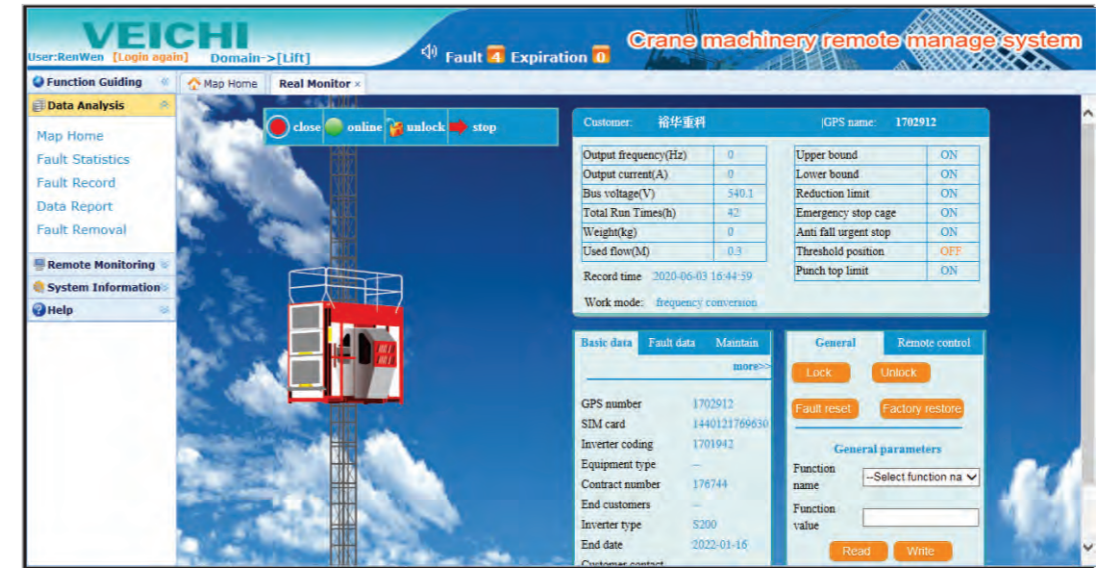 VEICHI
User:RenWen [Login again] Domain->[Lift]
Fault 4 Expiration 0
Crane machinery remote manage system
Function Guiding
Map Home Real Monitor ×
Data Analysis
Map Home
Fault Statistics
Fault Record
Data Report
Fault Removal
Remote Monitoring
System Information
Help
close online unlock stop
Customer: 裕华重科 |GPS name: 1702912
Output frequency(Hz) 0
Output current(A) 0
Bus voltage(V) 540.1
Total Run Times(h) 42
Weight(kg) 0
Used flow(M) 0.3
Record time 2020-06-03 16:44:59
Work mode: frequency conversion
Upper bound ON
Lower bound ON
Reduction limit ON
Emergency stop cage ON
Anti fall urgent stop ON
Threshold position OFF
Punch top limit ON
Basic data Fault data Maintain
more>>
GPS number 1702912
SIM card 1440121769630
Inverter coding 1701942
Equipment type --
Contract number 176744
End customers --
Inverter type S200
End date 2022-01-16
Customer contact
General Remote control
Lock Unlock
Fault reset Factory restore
General parameters
Function
name
--Select function na
Function
value
Read Write